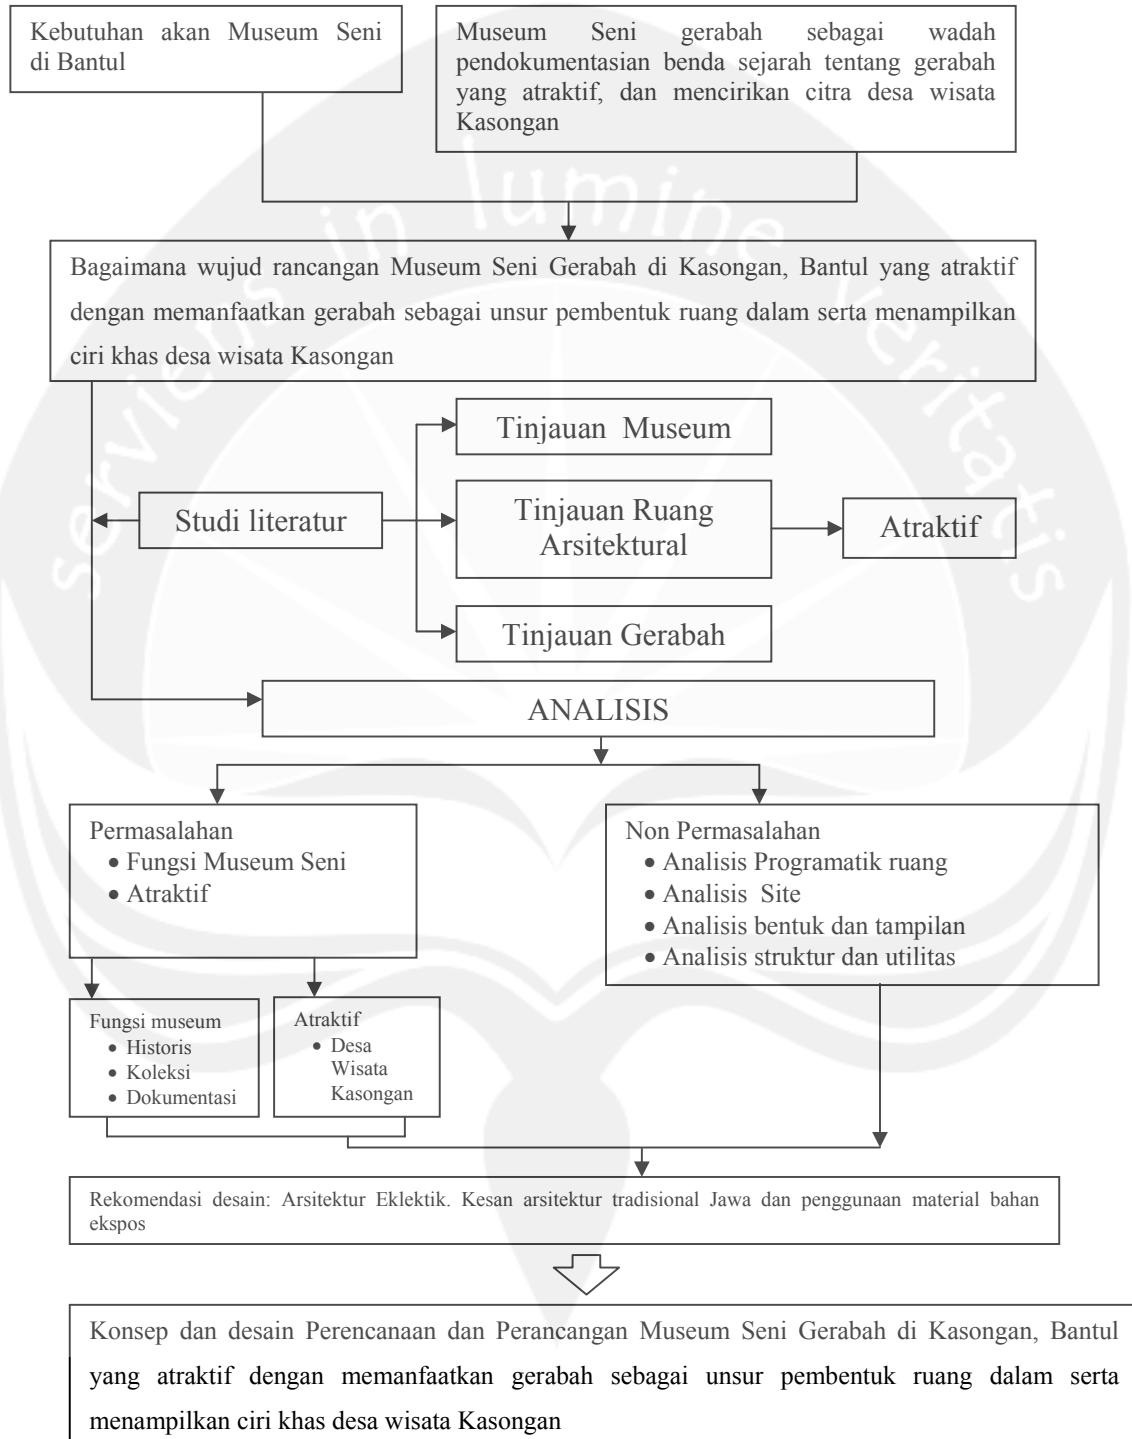 Kebutuhan akan Museum Seni
di Bantul
Museum Seni gerabah sebagai wadah
pendokumentasian benda sejarah tentang gerabah
yang atraktif, dan mencirikan citra desa wisata
Kasongan
serviens in lumine veritatis
Bagaimana wujud rancangan Museum Seni Gerabah di Kasongan, Bantul yang atraktif
dengan memanfaatkan gerabah sebagai unsur pembentuk ruang dalam serta menampilkan
ciri khas desa wisata Kasongan
Tinjauan Museum
Studi literatur
Tinjauan Ruang
Arsitektural
Atraktif
Tinjauan Gerabah
ANALISIS
Permasalahan
• Fungsi Museum Seni
• Atraktif
Non Permasalahan
• Analisis Programatik ruang
• Analisis Site
• Analisis bentuk dan tampilan
• Analisis struktur dan utilitas
Fungsi museum
• Historis
• Koleksi
• Dokumentasi
Atraktif
• Desa
Wisata
Kasongan
Rekomendasi desain: Arsitektur Eklektik. Kesan arsitektur tradisional Jawa dan penggunaan material bahan
ekspos
Konsep dan desain Perencanaan dan Perancangan Museum Seni Gerabah di Kasongan, Bantul
yang atraktif dengan memanfaatkan gerabah sebagai unsur pembentuk ruang dalam serta
menampilkan ciri khas desa wisata Kasongan